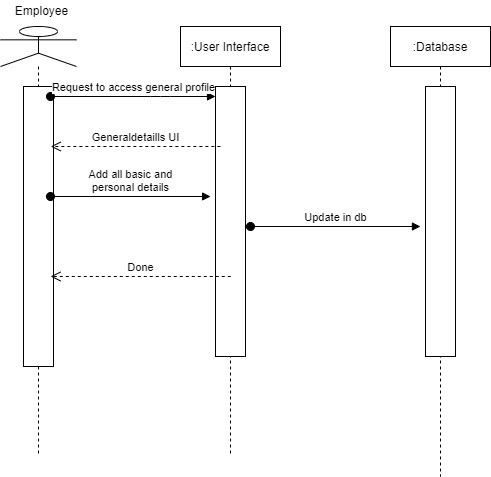 Employee
:User Interface
:Database
Request to access general profile
Generaldetaills UI
Add all basic and
personal details
Update in db
Done